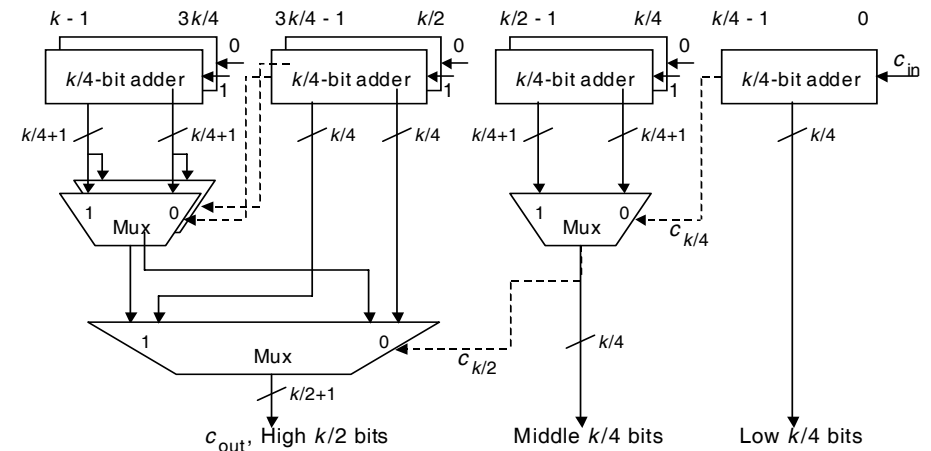 k - 1 3k/4 3k/4 - 1 k/2 k/2 - 1 k/4 k/4 - 1 0
0 0 0
k/4-bit adder k/4-bit adder k/4-bit adder k/4-bit adder c_in
1 1 1
k/4+1 k/4+1 k/4 k/4 k/4+1 k/4+1 k/4
1 0 1 0
Mux Mux c_k/4
1 0
Mux c_k/2 k/4
k/2+1
c_out, High k/2 bits Middle k/4 bits Low k/4 bits